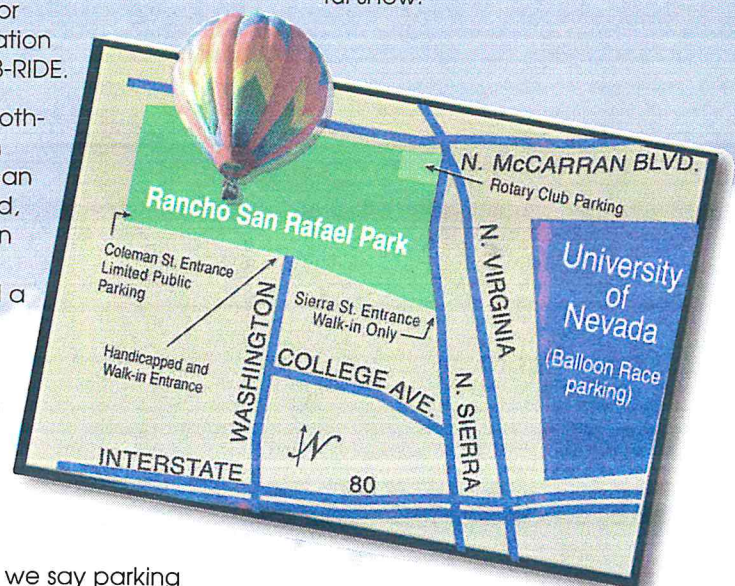 or
ation
-RIDE.
oth-
an
d,
n
a
show.
N. McCARRAN BLVD.
Rotary Club Parking
Rancho San Rafael Park
Coleman St. Entrance
Limited Public
Parking
Handicapped and
Walk-in Entrance
Sierra St. Entrance
Walk-in Only
WASHINGTON
COLLEGE AVE.
N. SIERRA
N. VIRGINIA
University
of
Nevada
(Balloon Race
parking)
N
INTERSTATE
80
we say parking